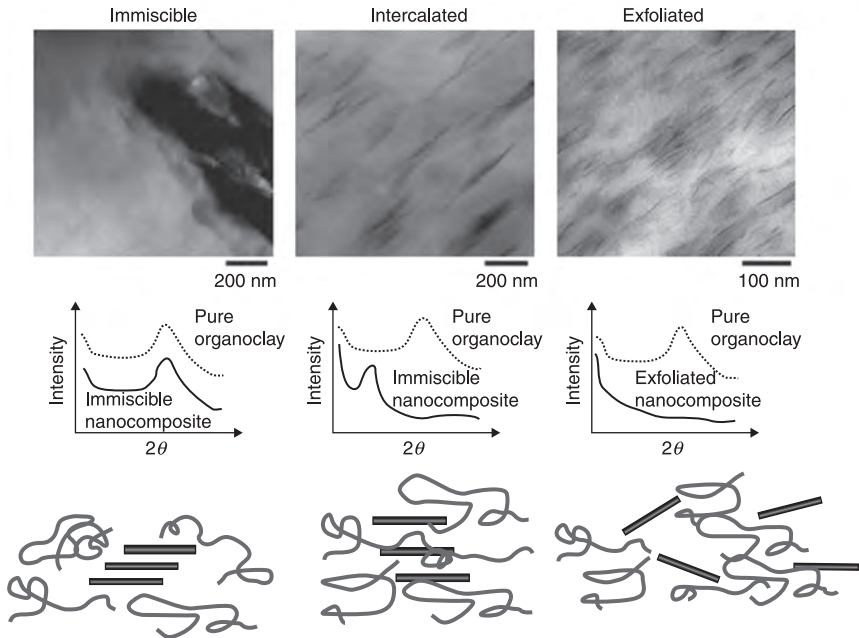 Immiscible
Intercalated
Exfoliated
200 nm
200 nm
100 nm
Intensity
Pure
organoclay
Immiscible
nanocomposite
2θ
Intensity
Pure
organoclay
Immiscible
nanocomposite
2θ
Intensity
Pure
organoclay
Exfoliated
nanocomposite
2θ